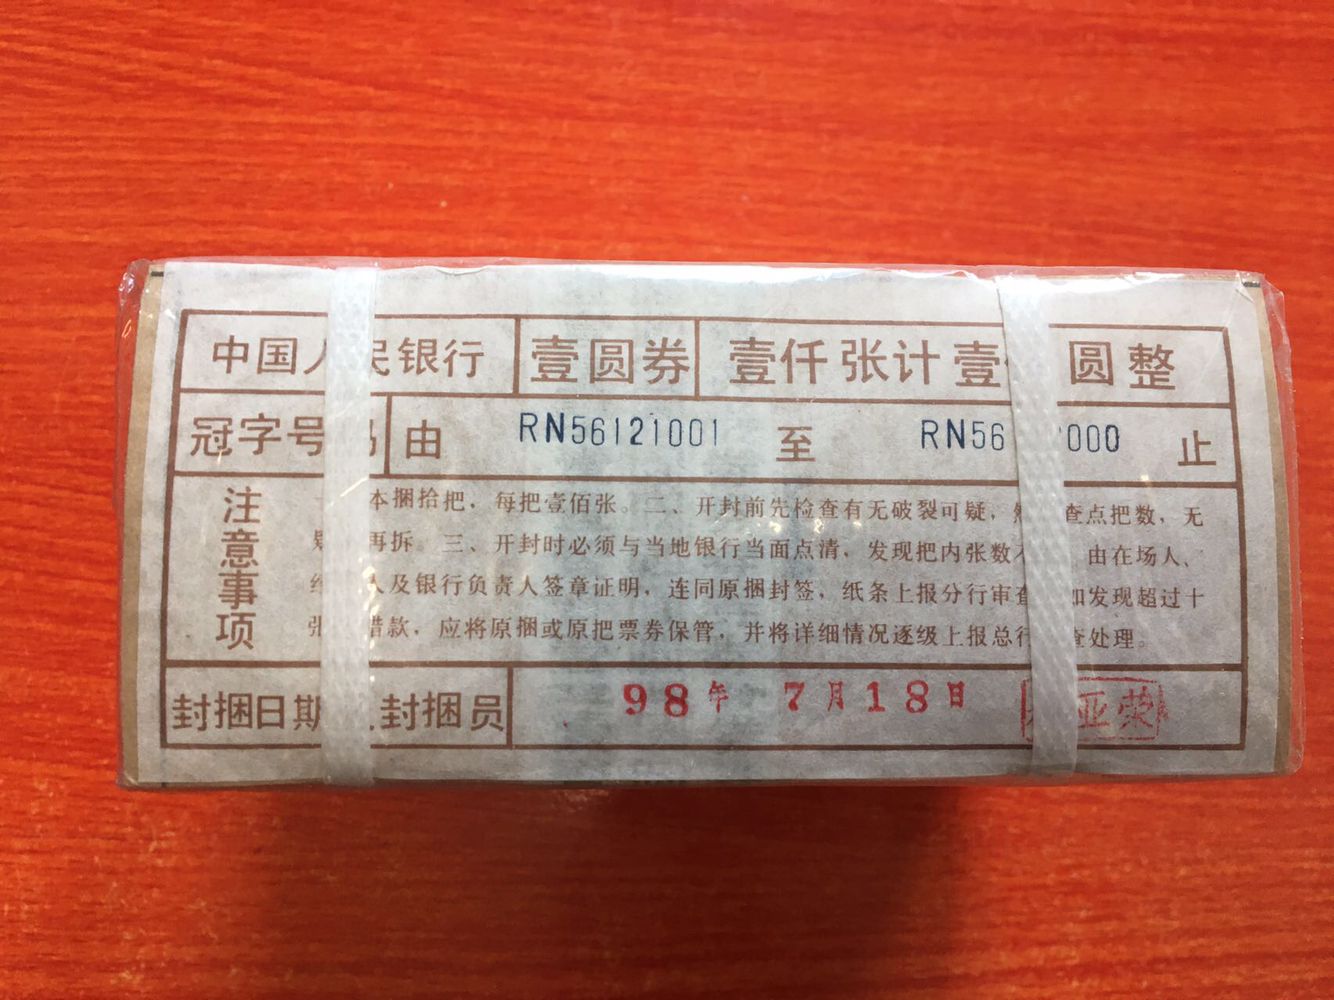 中国人民银行 壹圆券 壹仟张计壹 圆整
冠字号码 由 RN56121001 至 RN56 2000 止
注意事项
本捆拾把，每把壹佰张。二、开封前先检查有无破裂可疑， 查点把数，无
再拆。三、开封时必须与当地银行当面点清，发现把内张数 由在场人、
人及银行负责人签章证明，连同原捆封签，纸条上报分行审查 如发现超过十
张 错款，应将原捆或原把票券保管，并将详细情况逐级上报总行 查处理。
封捆日期 封捆员 98年 7月18日 亚荣